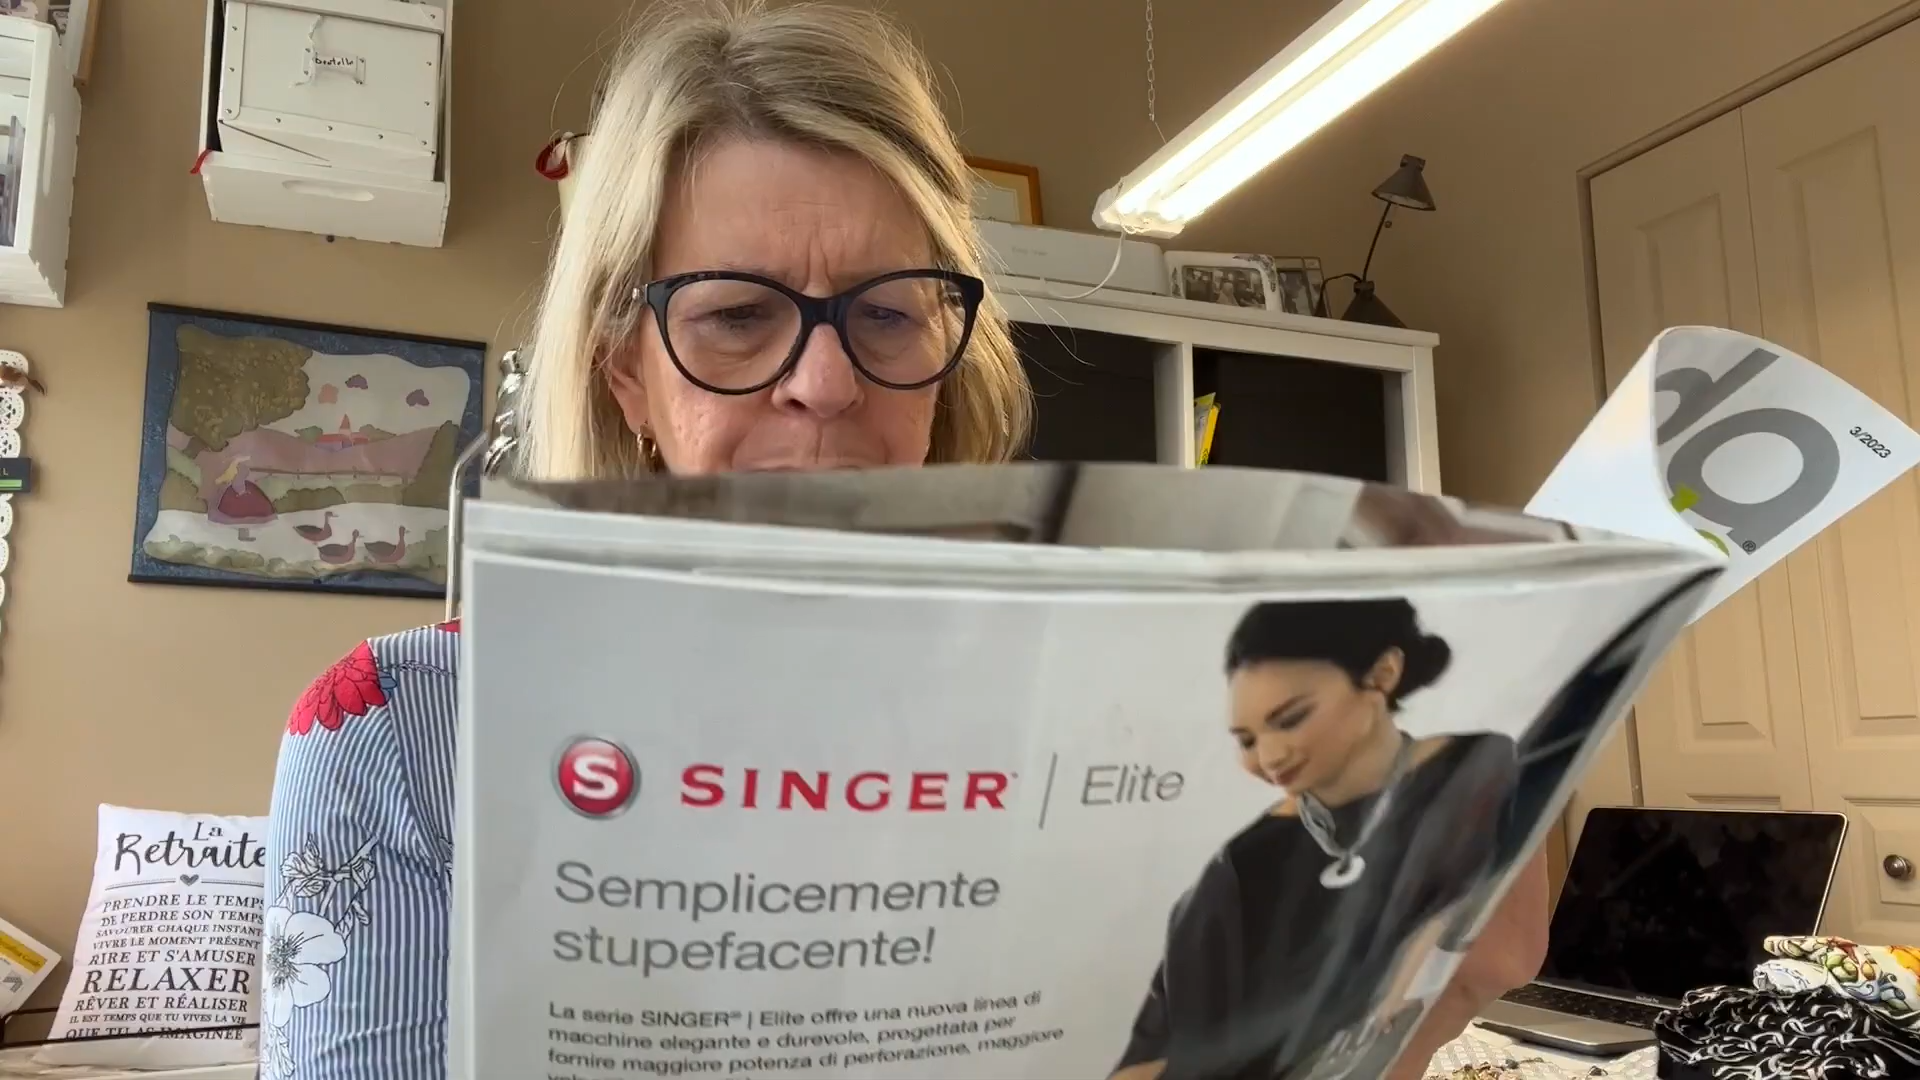 dentelle
3/2023
da
®
S SINGER | Elite
Semplicemente
stupefacente!
La serie SINGER® | Elite offre una nuova linea di
macchine elegante e durevole, progettata per
fornire maggiore potenza di perforazione, maggiore
La
Retraite
PRENDRE LE TEMPS
DE PERDRE SON TEMPS
SAVOURER CHAQUE INSTANT
VIVRE LE MOMENT PRÉSENT
RIRE ET S'AMUSER
RELAXER
RÊVER ET RÉALISER
IL EST TEMPS QUE TU VIVES LA VIE
QUE TU AS IMAGINÉE